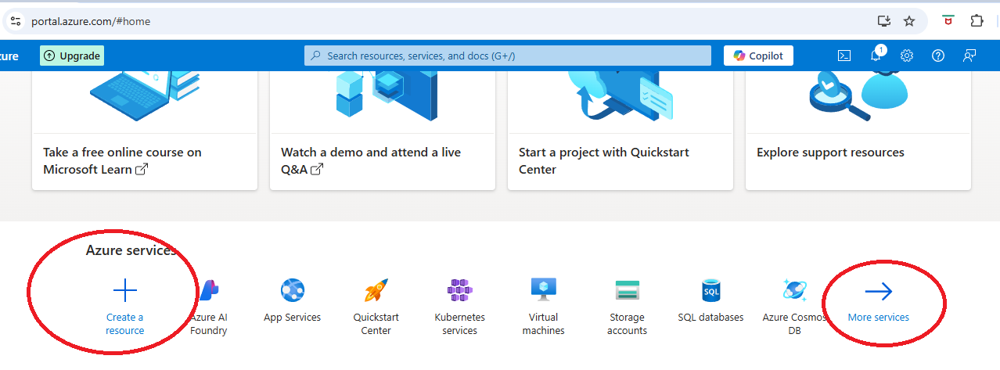 portal.azure.com/#home
Upgrade
Search resources, services, and docs (G+/)
Copilot
1
Take a free online course on
Microsoft Learn
Watch a demo and attend a live
Q&A
Start a project with Quickstart
Center
Explore support resources
Azure services
Create a
resource
Azure AI
Foundry
App Services
Quickstart
Center
Kubernetes
services
Virtual
machines
Storage
accounts
SQL
SQL databases
Azure Cosmos
DB
More services